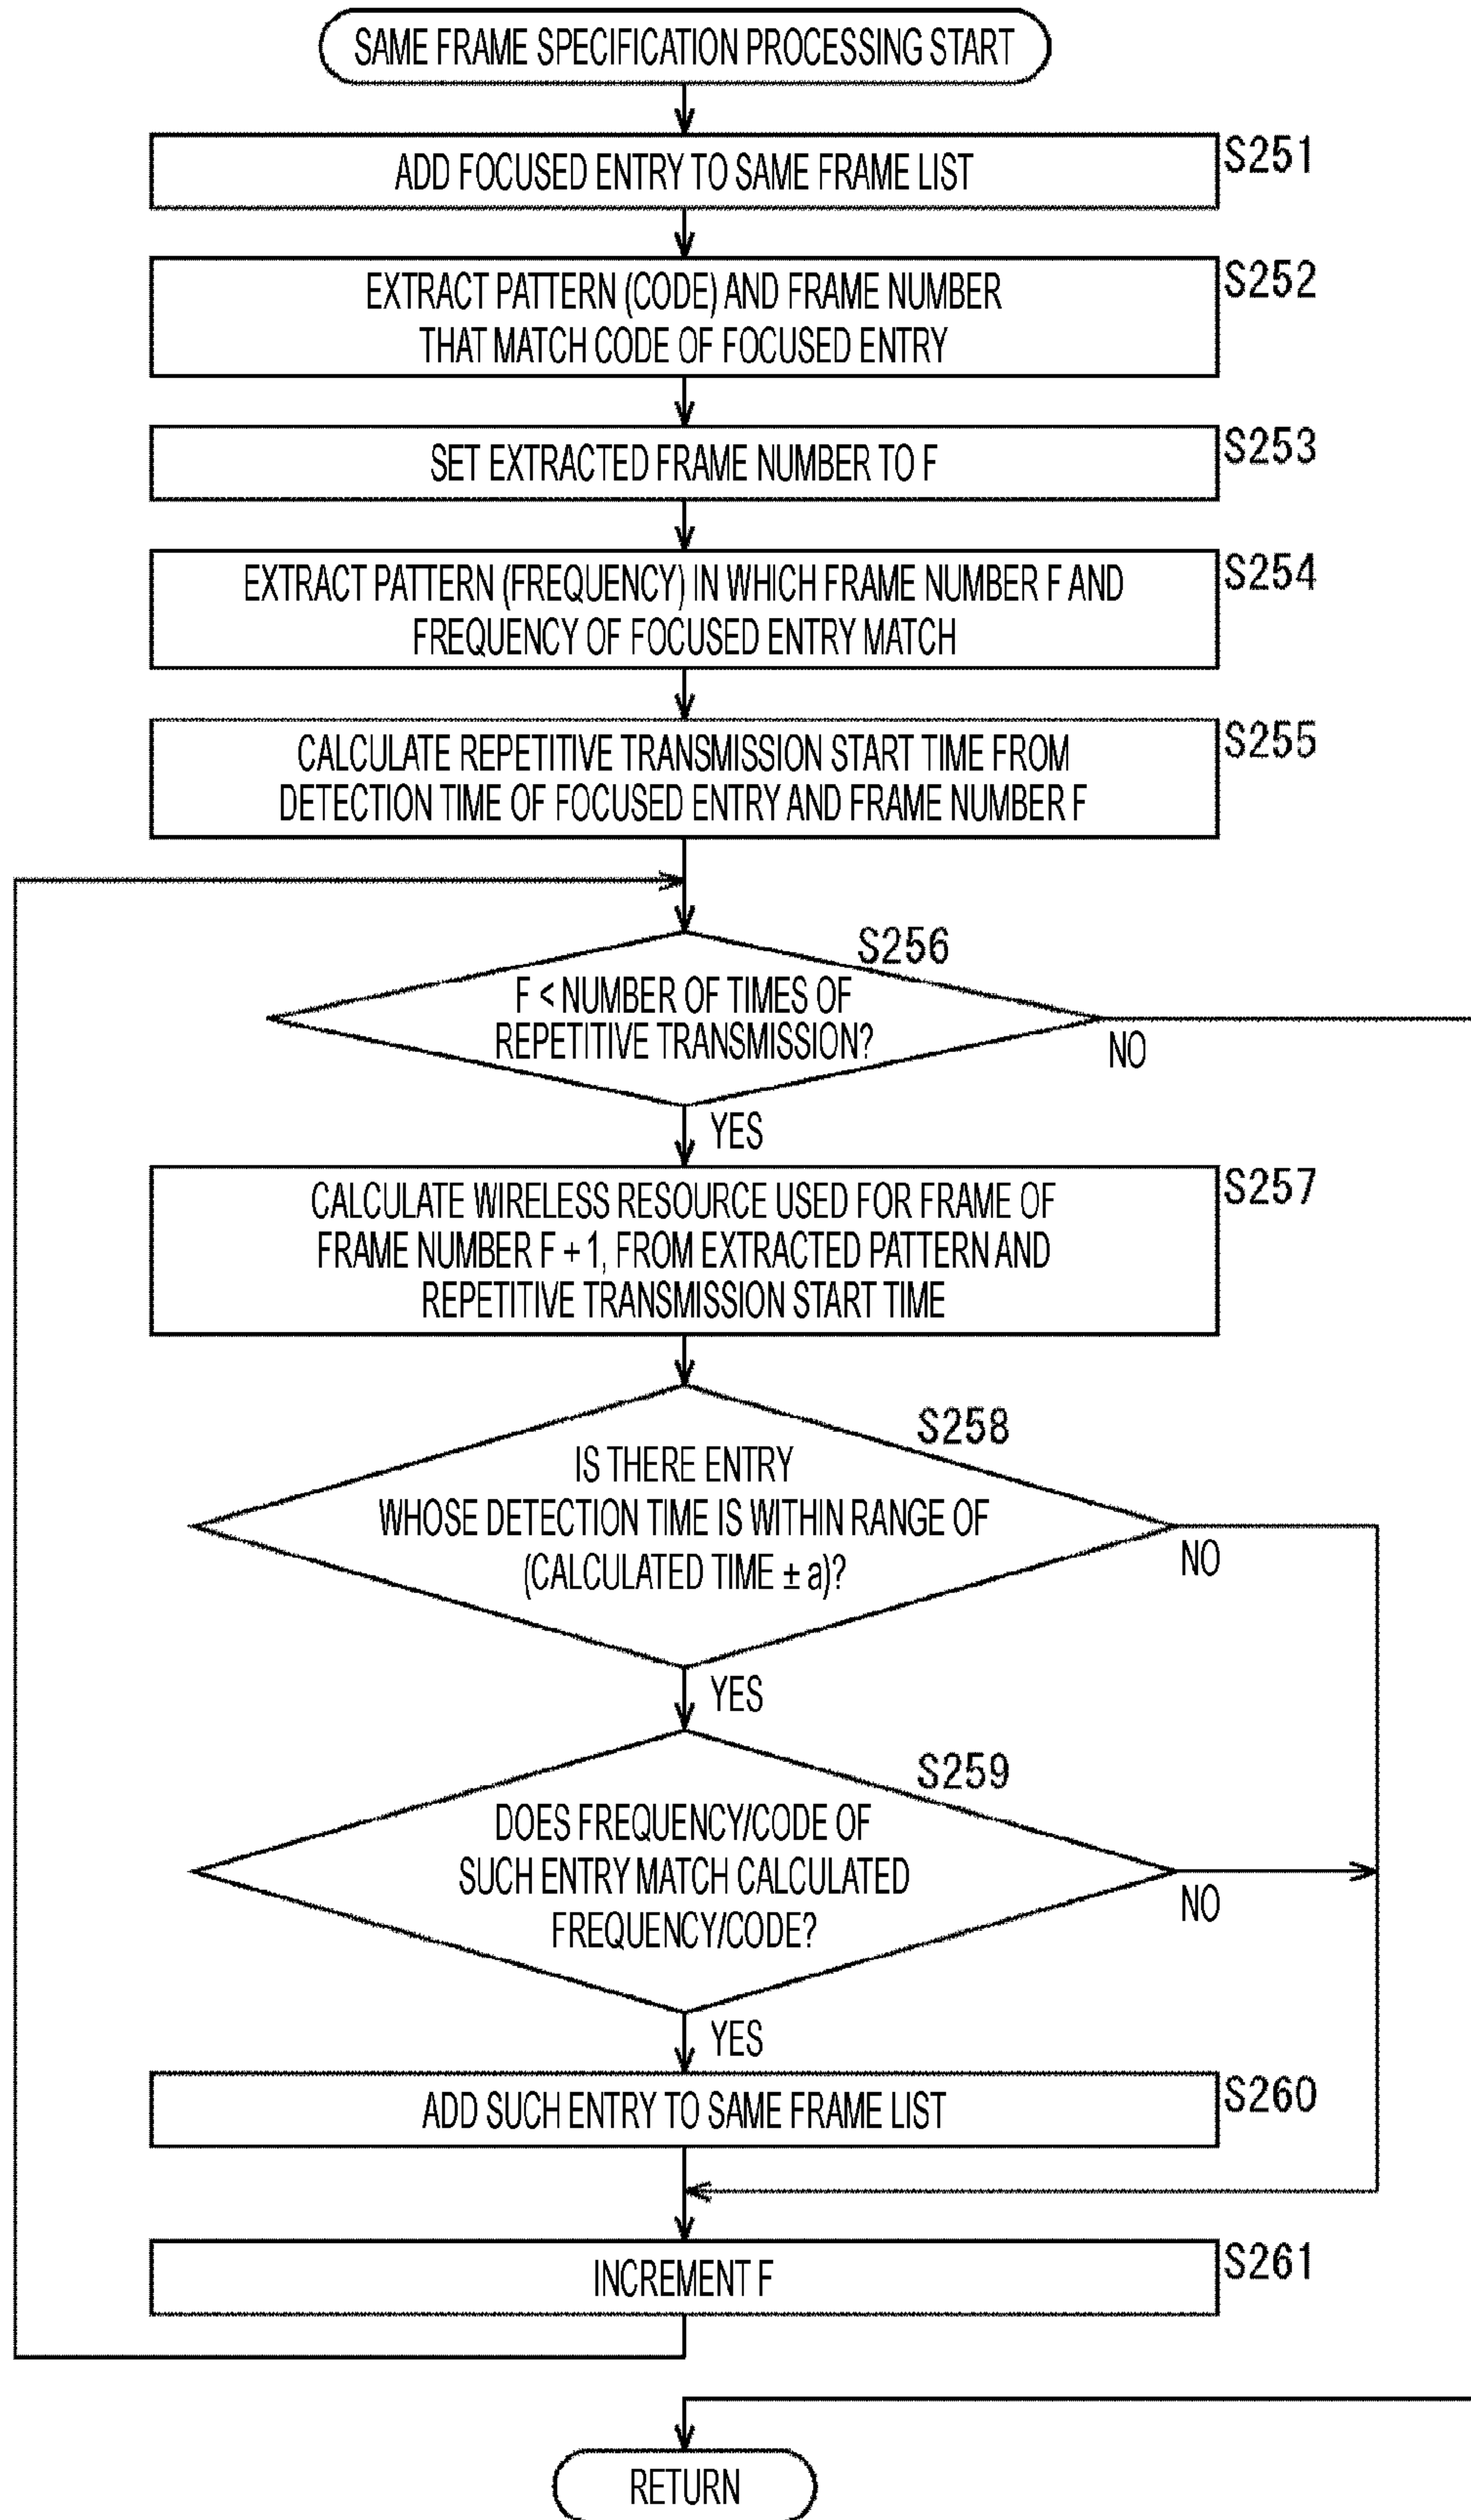 SAME FRAME SPECIFICATION PROCESSING START
ADD FOCUSED ENTRY TO SAME FRAME LIST
S251
EXTRACT PATTERN (CODE) AND FRAME NUMBER
THAT MATCH CODE OF FOCUSED ENTRY
S252
SET EXTRACTED FRAME NUMBER TO F
S253
EXTRACT PATTERN (FREQUENCY) IN WHICH FRAME NUMBER F AND
FREQUENCY OF FOCUSED ENTRY MATCH
S254
CALCULATE REPETITIVE TRANSMISSION START TIME FROM
DETECTION TIME OF FOCUSED ENTRY AND FRAME NUMBER F
S255
S256
F < NUMBER OF TIMES OF
REPETITIVE TRANSMISSION?
NO
YES
CALCULATE WIRELESS RESOURCE USED FOR FRAME OF
FRAME NUMBER F + 1, FROM EXTRACTED PATTERN AND
REPETITIVE TRANSMISSION START TIME
S257
S258
IS THERE ENTRY
WHOSE DETECTION TIME IS WITHIN RANGE OF
(CALCULATED TIME ± a)?
NO
YES
S259
DOES FREQUENCY/CODE OF
SUCH ENTRY MATCH CALCULATED
FREQUENCY/CODE?
NO
YES
ADD SUCH ENTRY TO SAME FRAME LIST
S260
INCREMENT F
S261
RETURN